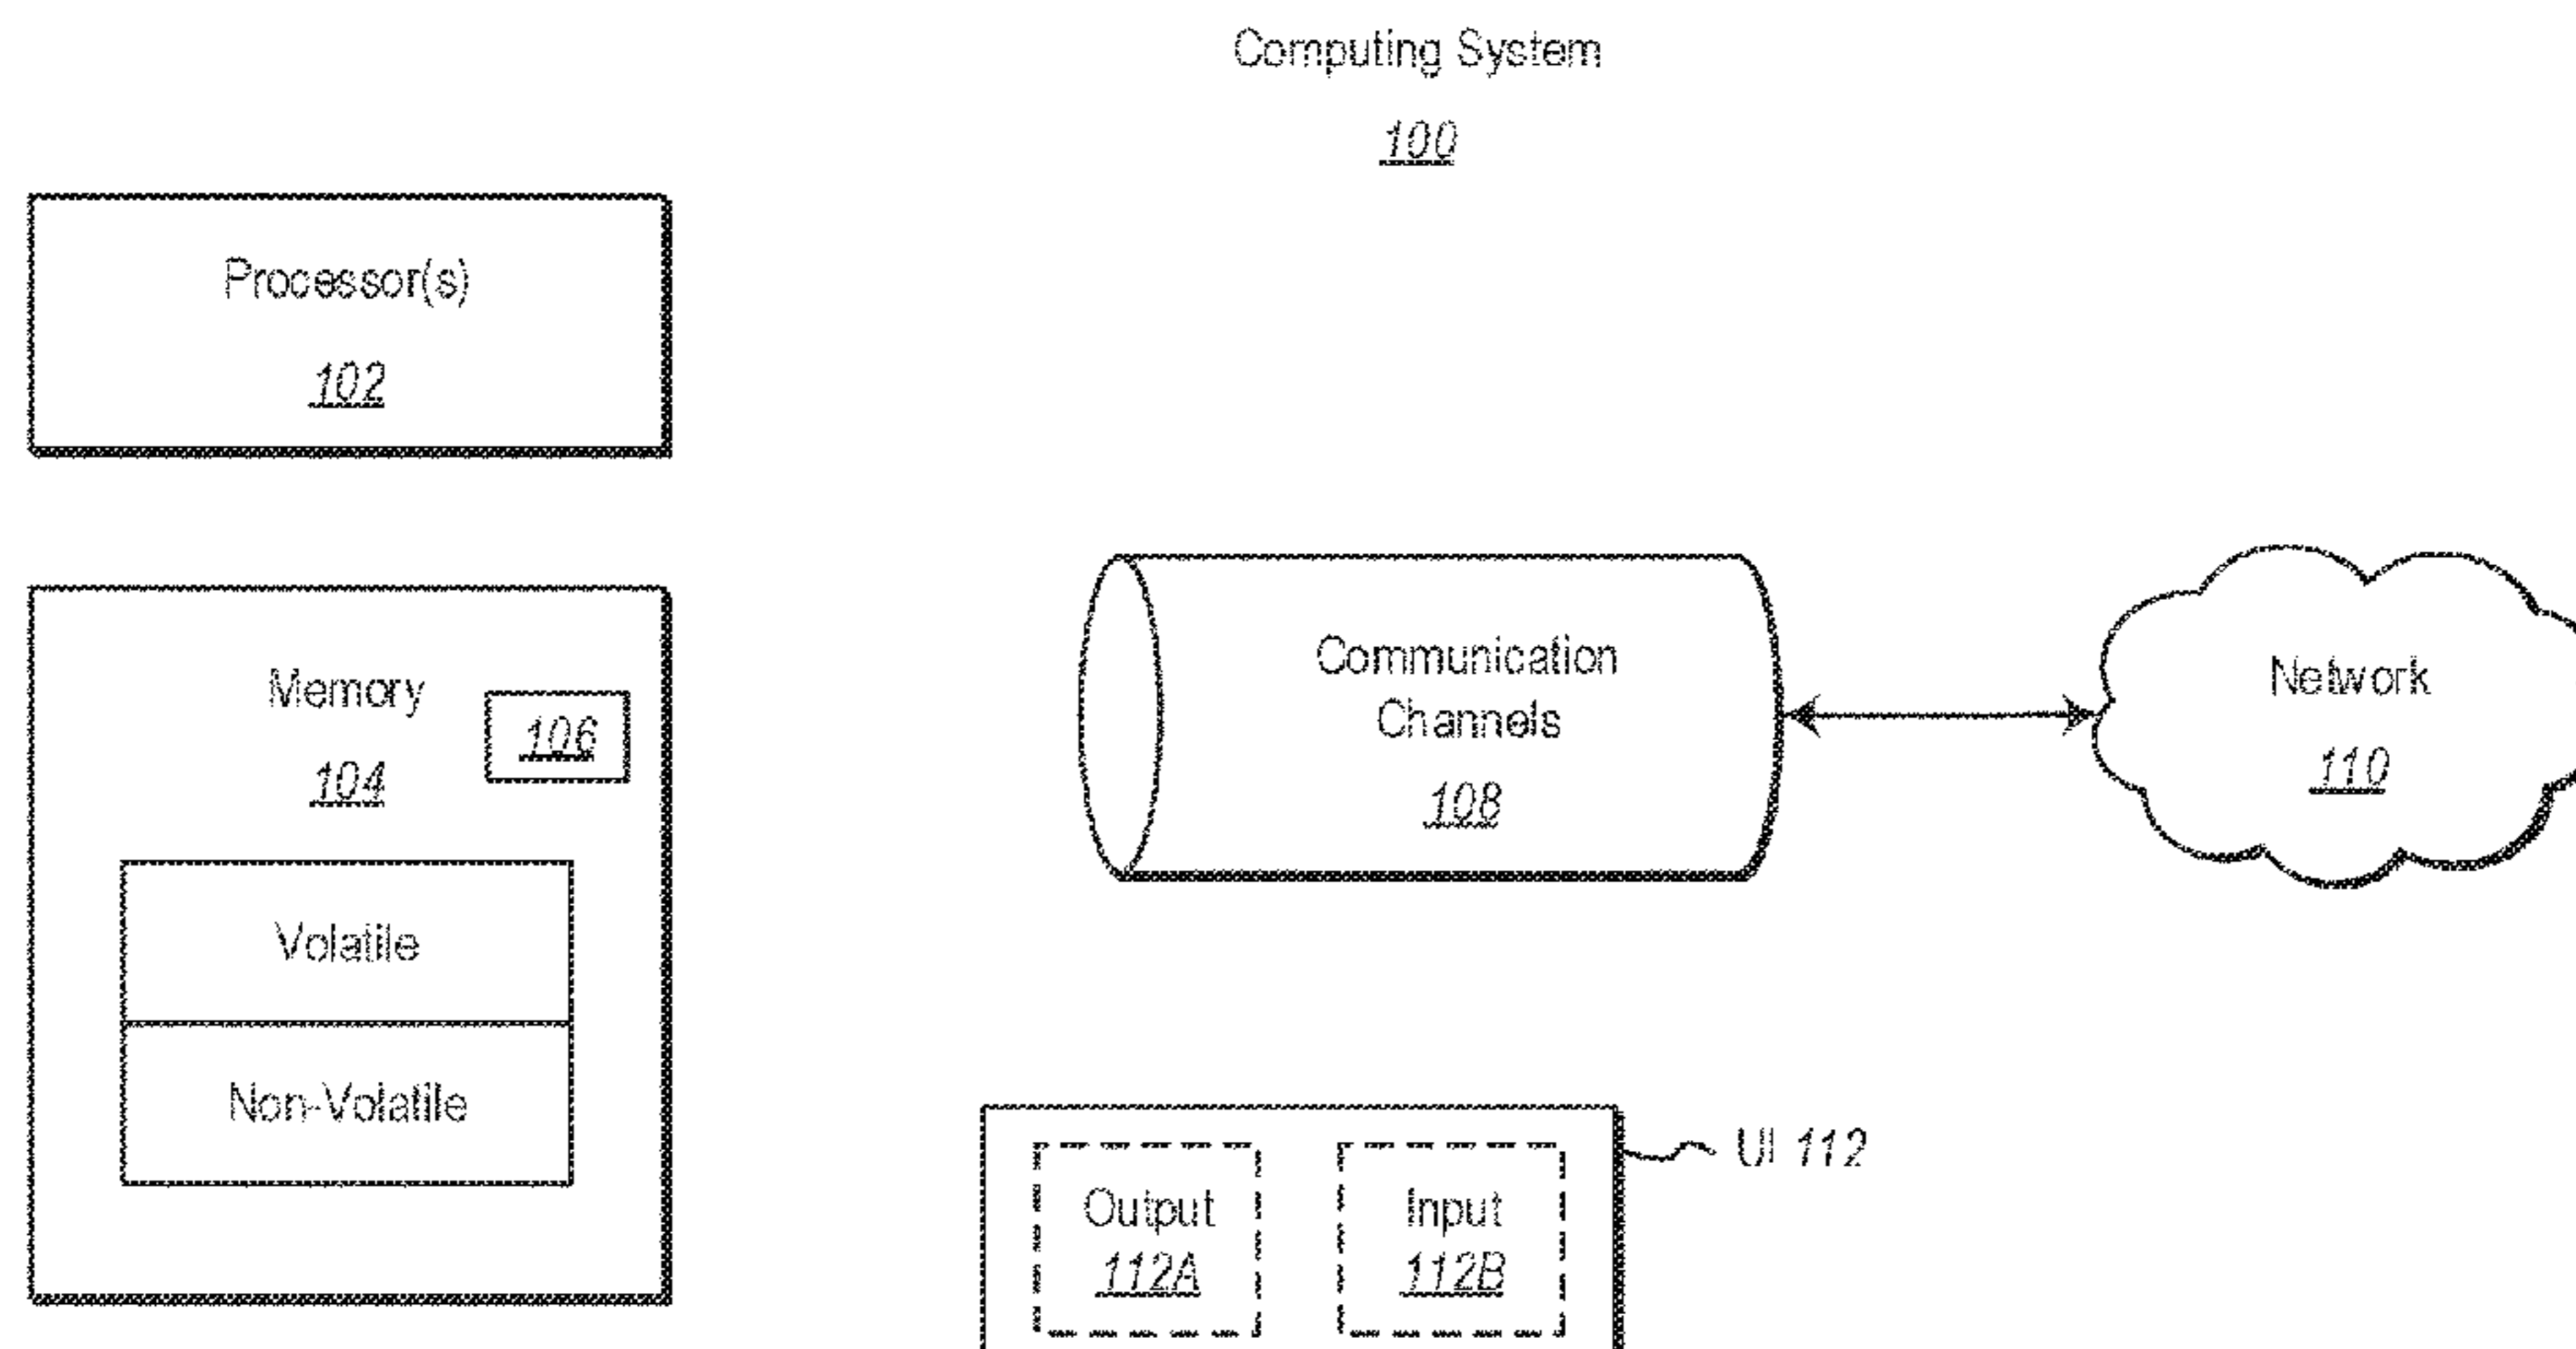 Computing System
100
Processor(s)
102
Memory
104
106
Volatile
Non-Volatile
Communication
Channels
108
Network
110
UI 112
Output
112A
Input
112B